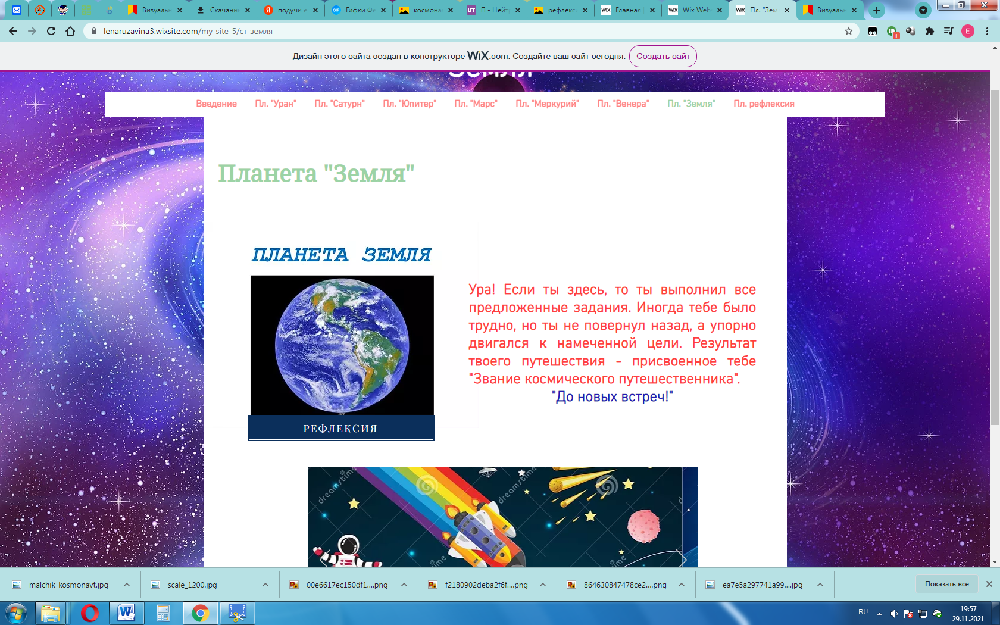 Визуальн
Скачанны
подучи е
Гифки Фе
космона
- Нейт
рефлекс
Главная
Wix Web
Пл. "Зем
Визуаль
lenaruzavina3.wixsite.com/my-site-5/ст-земля
Дизайн этого сайта создан в конструкторе WiX.com. Создайте ваш сайт сегодня. Создать сайт
Земля
Введение Пл. "Уран" Пл. "Сатурн" Пл. "Юпитер" Пл. "Марс" Пл. "Меркурий" Пл. "Венера" Пл. "Земля" Пл. рефлексия
Планета "Земля"
ПЛАНЕТА ЗЕМЛЯ
Ура! Если ты здесь, то ты выполнил все
предложенные задания. Иногда тебе было
трудно, но ты не повернул назад, а упорно
двигался к намеченной цели. Результат
твоего путешествия - присвоенное тебе
"Звание космического путешественника".
"До новых встреч!"
РЕФЛЕКСИЯ
dreamstime
dreamstime
malchik-kosmonavt.jpg
scale_1200.jpg
00e6617ec150df1....png
f2180902deba2f6f....png
864630847478ce2....png
ea7e5a297741a99....jpg
Показать все
RU
19:57
29.11.2021